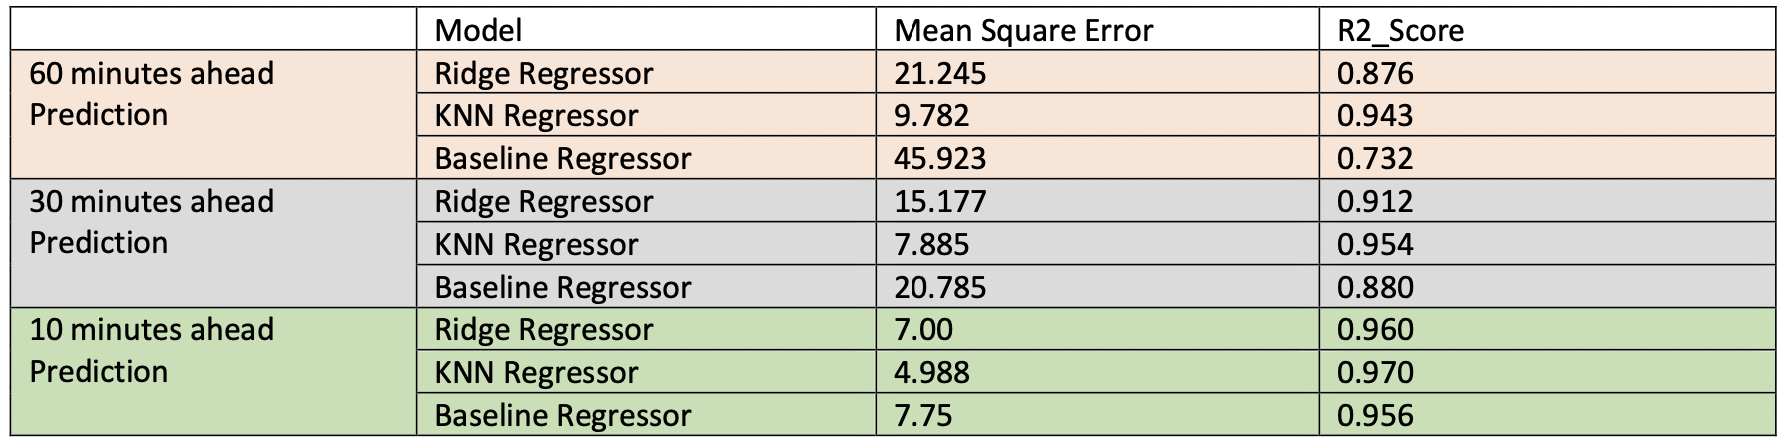 Model Mean Square Error R2_Score
60 minutes ahead Ridge Regressor 21.245 0.876
Prediction KNN Regressor 9.782 0.943
Baseline Regressor 45.923 0.732
30 minutes ahead Ridge Regressor 15.177 0.912
Prediction KNN Regressor 7.885 0.954
Baseline Regressor 20.785 0.880
10 minutes ahead Ridge Regressor 7.00 0.960
Prediction KNN Regressor 4.988 0.970
Baseline Regressor 7.75 0.956